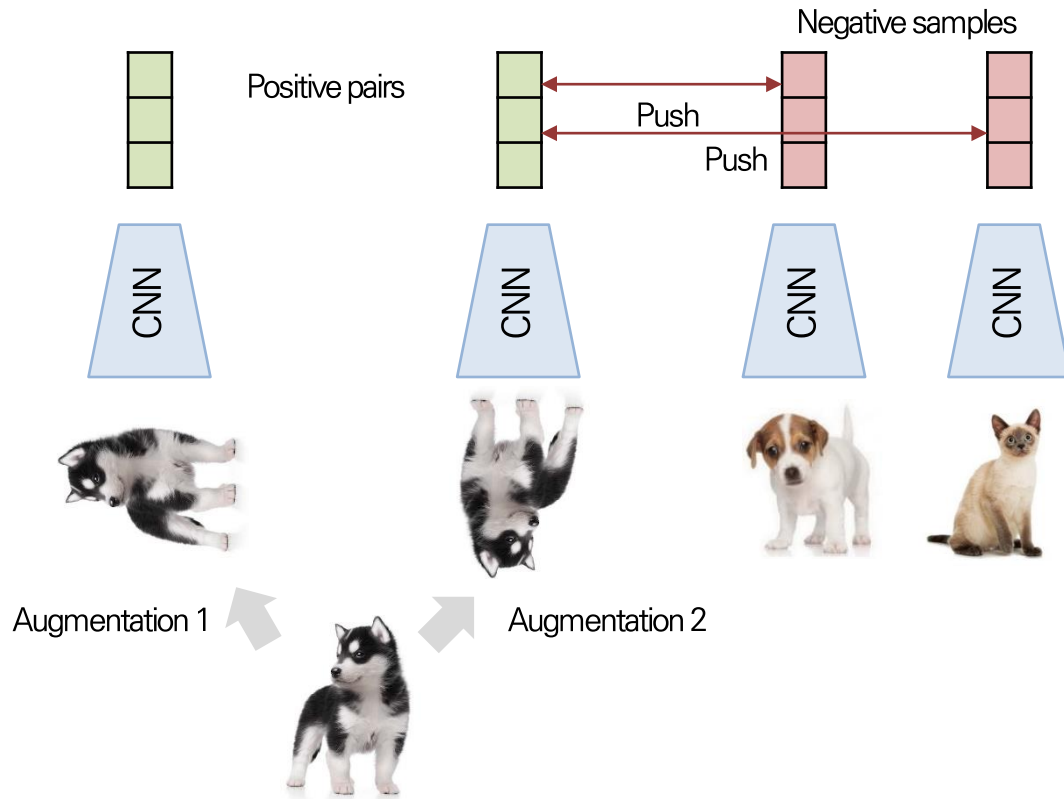 Negative samples
Positive pairs
Push
Push
CNN
CNN
CNN
CNN
Augmentation 1
Augmentation 2